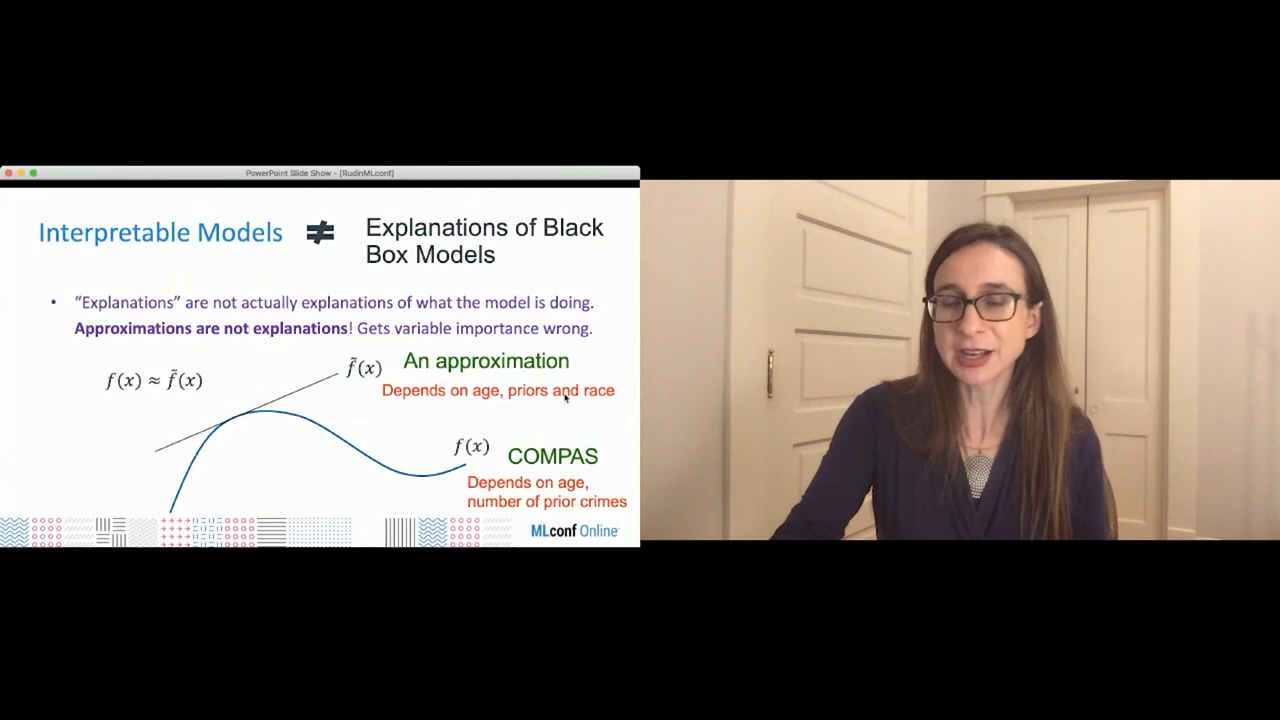 PowerPoint Slide Show - [RudinMLconf]
Interpretable Models ≠ Explanations of Black
Box Models
• “Explanations” are not actually explanations of what the model is doing.
Approximations are not explanations! Gets variable importance wrong.
f(x) ≈ f̃(x)
f̃(x) An approximation
Depends on age, priors and race
f(x) COMPAS
Depends on age,
number of prior crimes
MLconf Online